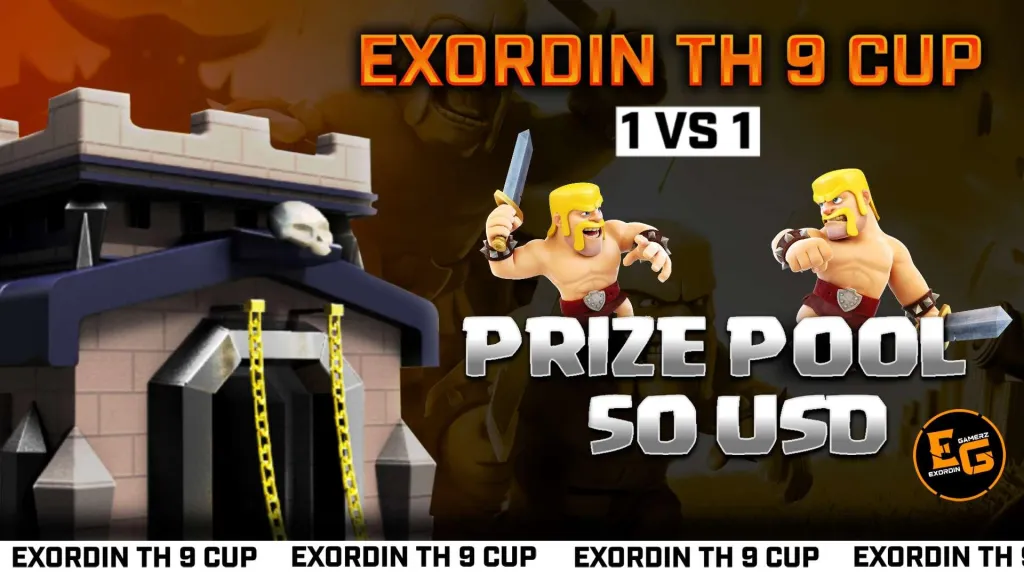 EXORDIN TH 9 CUP
1 VS 1
PRIZE POOL
50 USD
EG
GAMERZ
EXORDIN
EXORDIN TH 9 CUP EXORDIN TH 9 CUP EXORDIN TH 9 CUP EXORDIN TH 9